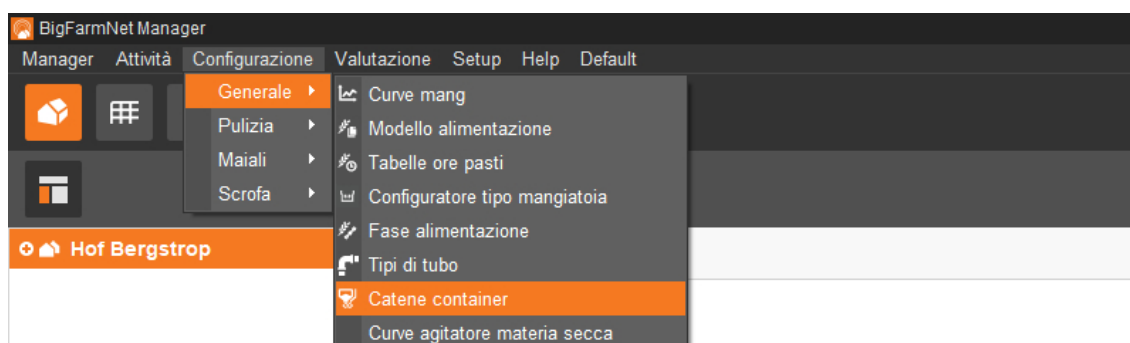 BigFarmNet Manager
Manager Attività Configurazione Valutazione Setup Help Default
Generale
Pulizia
Maiali
Scrofa
Curve mang
Modello alimentazione
Tabelle ore pasti
Configuratore tipo mangiatoia
Fase alimentazione
Tipi di tubo
Catene container
Curve agitatore materia secca
Hof Bergstrop